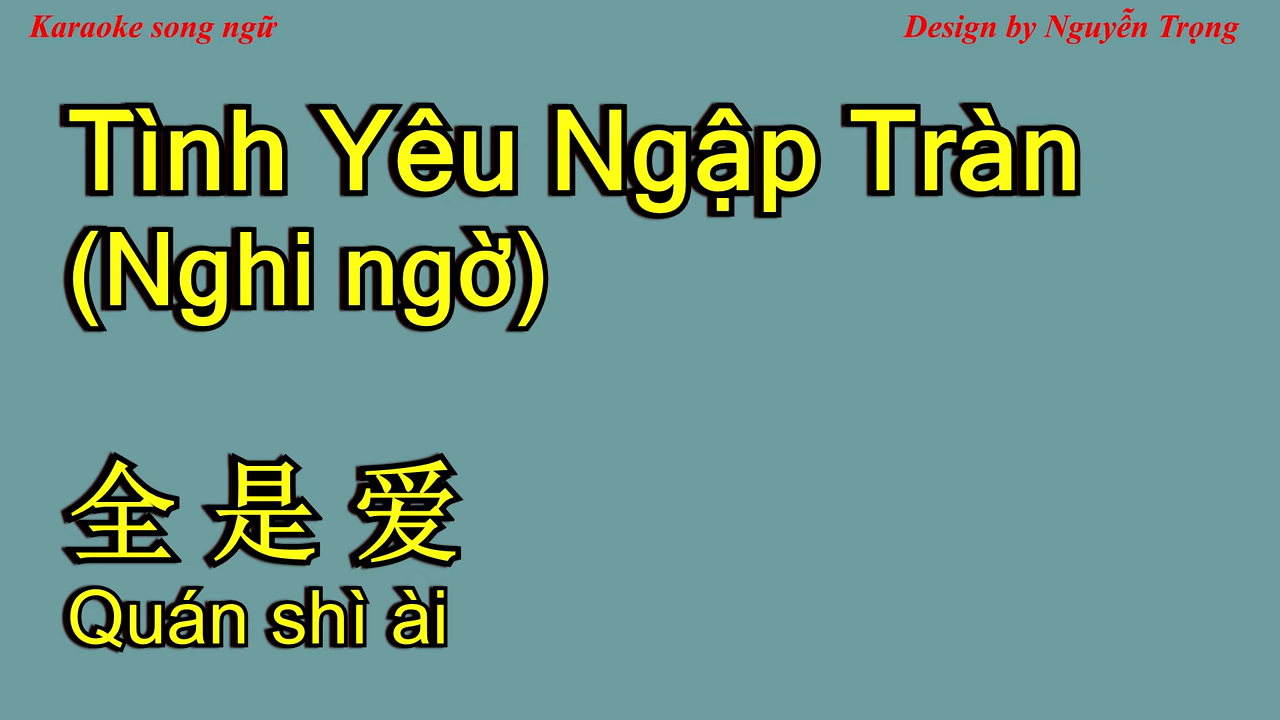 Karaoke song ngữ
Design by Nguyễn Trọng
Tình Yêu Ngập Tràn
(Nghi ngờ)
全 是 爱
Quán shì ài